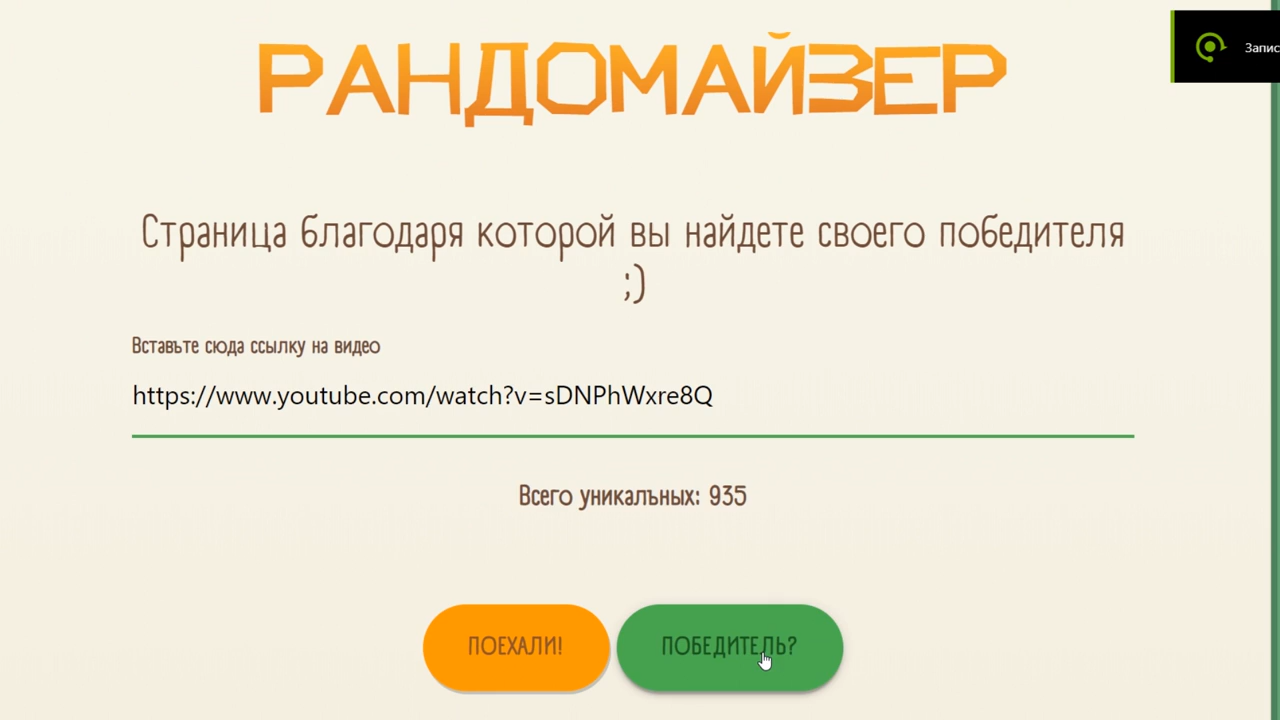 РАНДОМАЙЗЕР
Запис
Страница благодаря которой вы найдете своего победителя
;)
Вставьте сюда ссылку на видео
https://www.youtube.com/watch?v=sDNPhWxre8Q
Всего уникальных: 935
ПОЕХАЛИ!
ПОБЕДИТЕЛЬ?